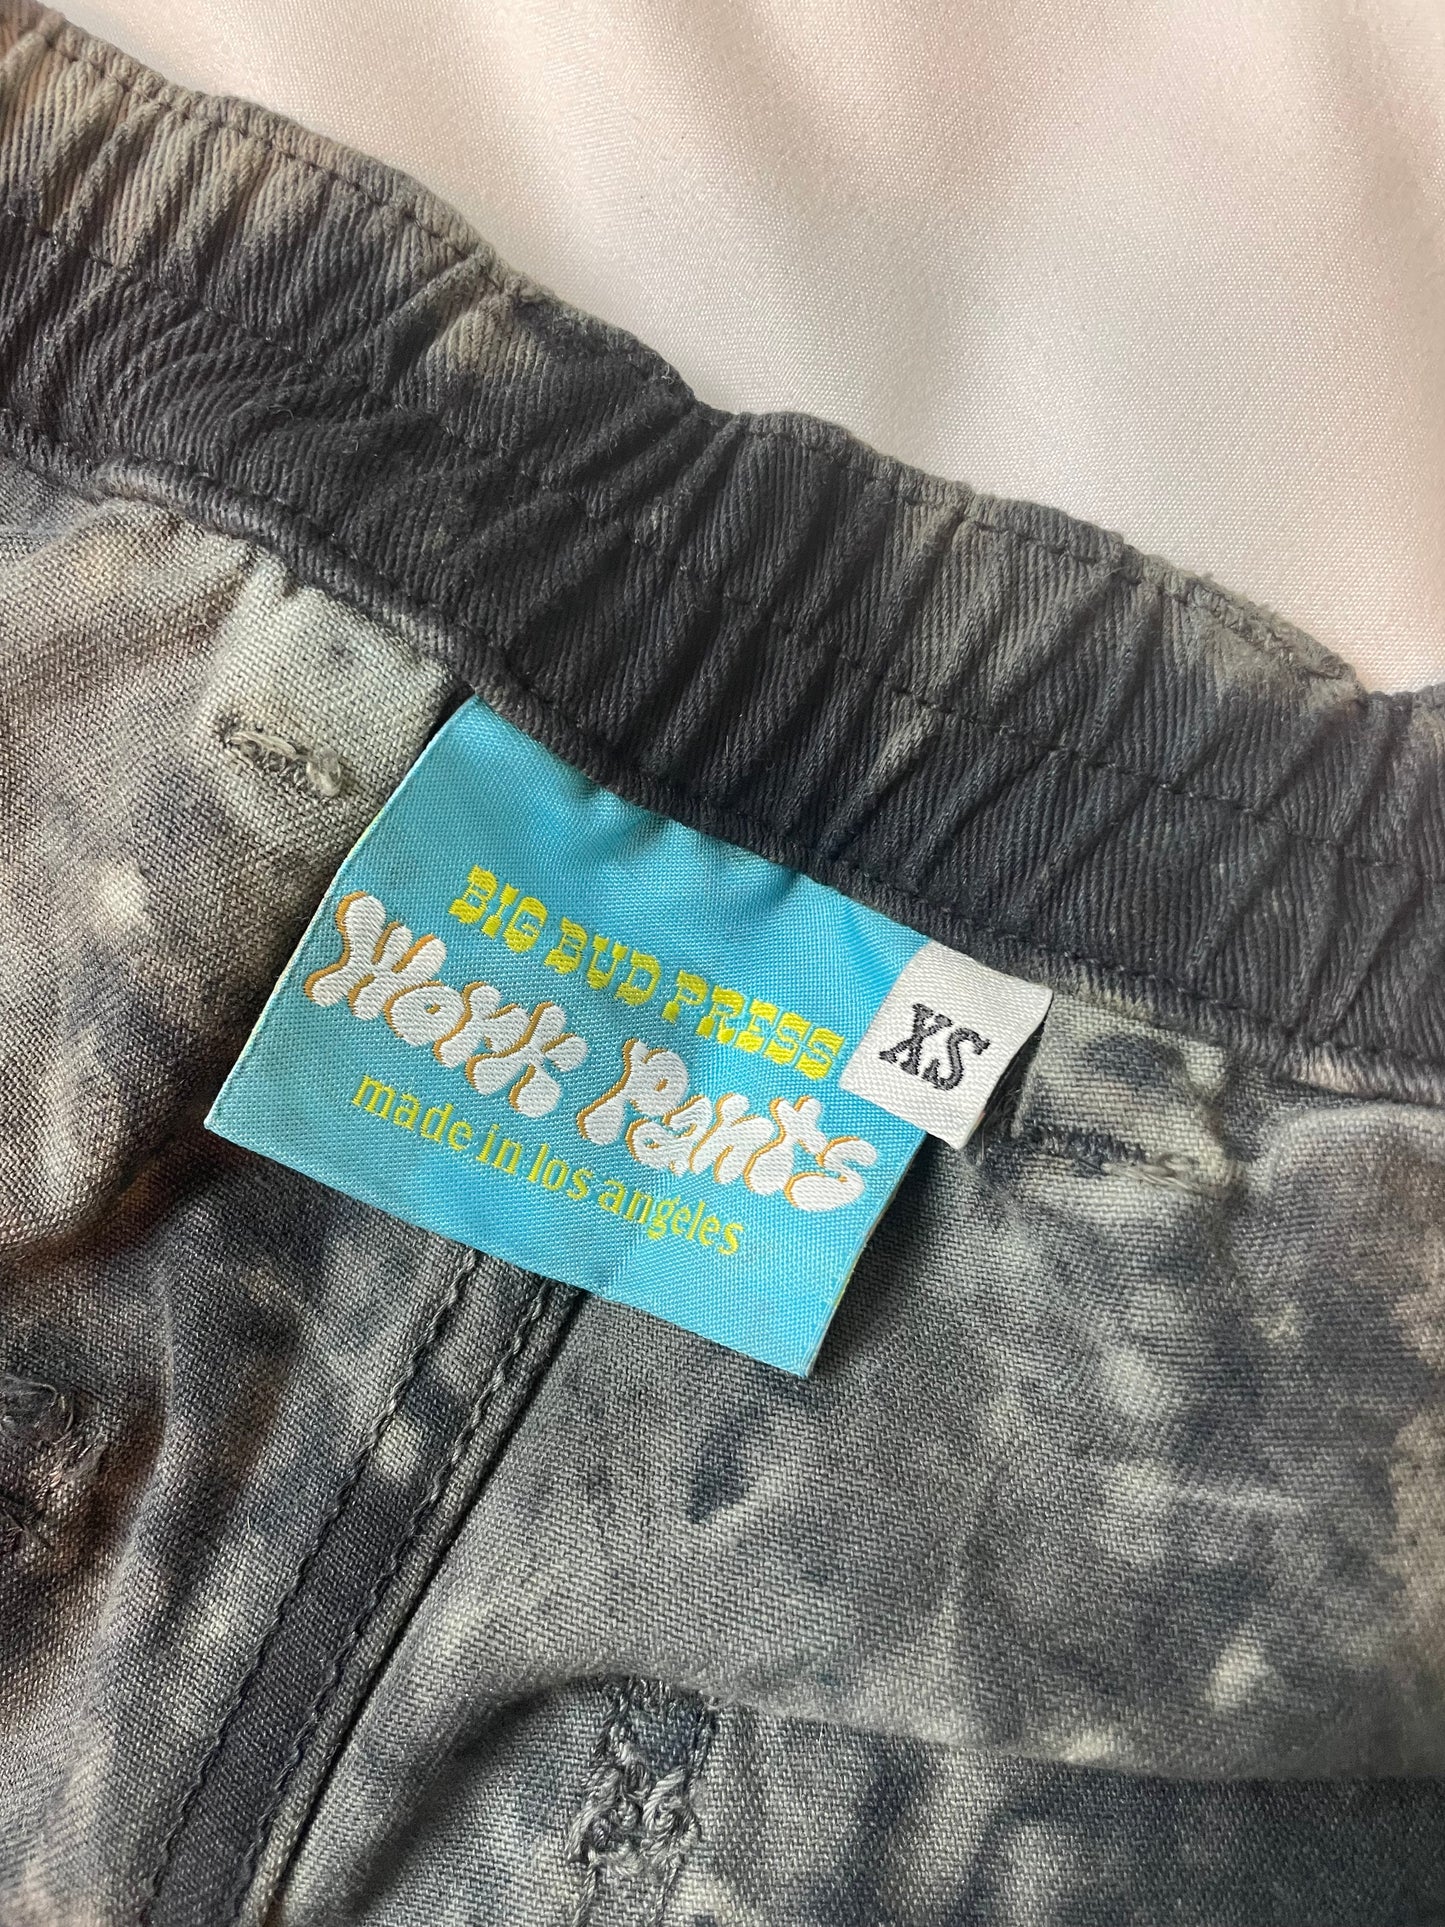 BIG BUD PRESS
Work Pants
made in los angeles
XS